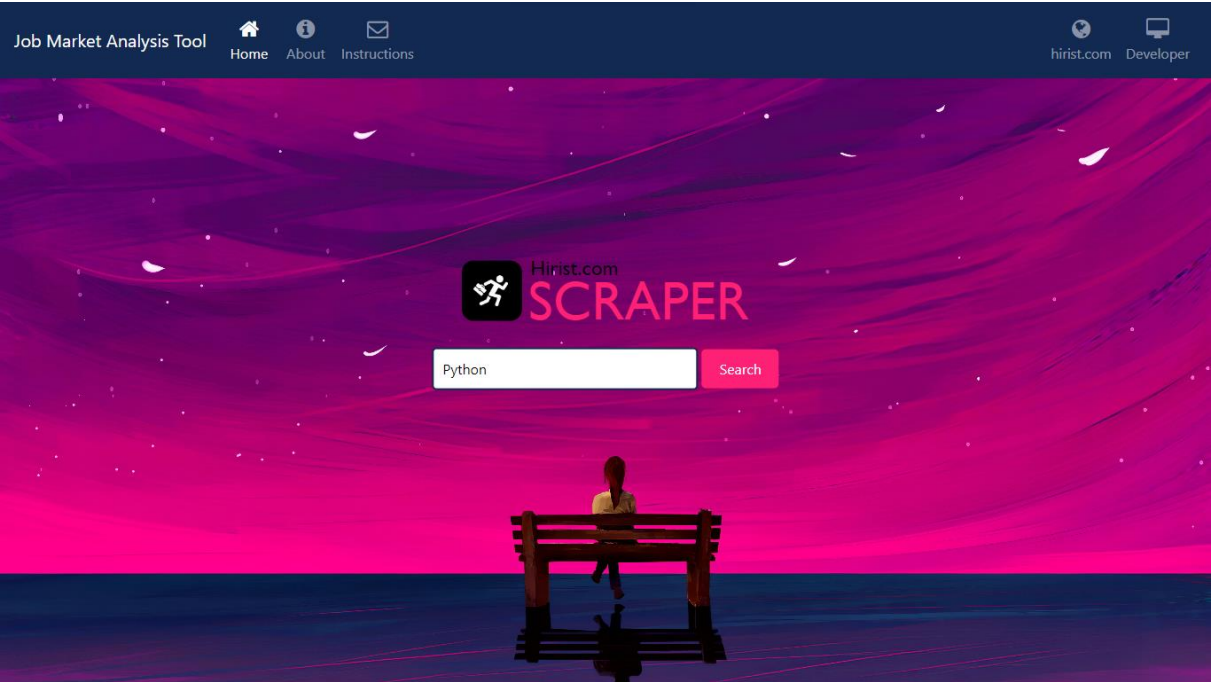 Job Market Analysis Tool
Home
About
Instructions
hirist.com
Developer
Hirist.com
SCRAPER
Python
Search